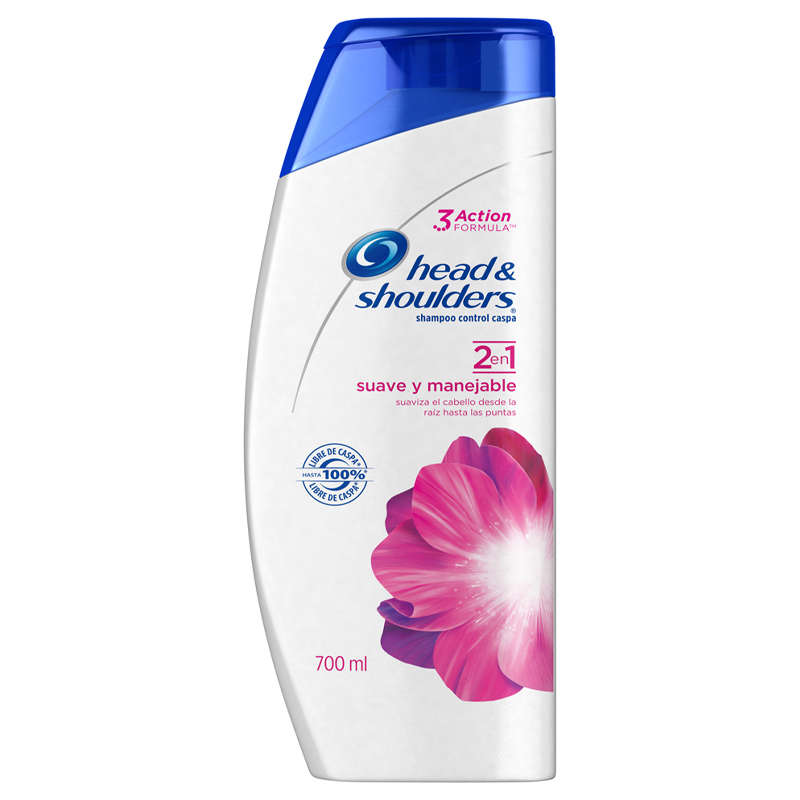 3 Action
FORMULA™
head &
shoulders®
shampoo control caspa
2en1
suave y manejable
suaviza el cabello desde la
raíz hasta las puntas
LIBRE DE CASPA*
HASTA 100%*
LIBRE DE CASPA*
700 ml